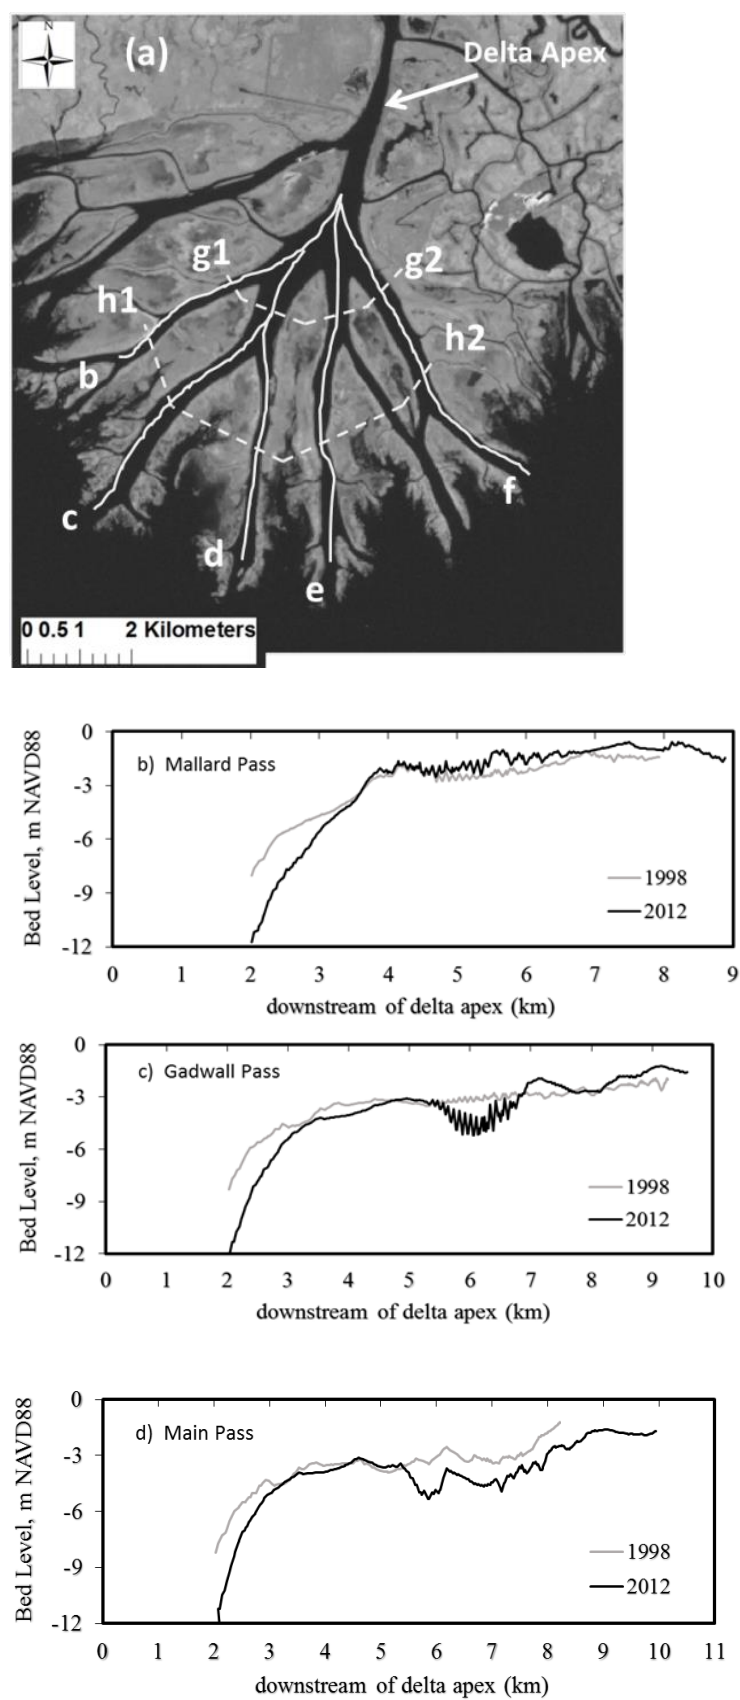 N
(a)
Delta Apex
g1
g2
h1
h2
b
f
c
d
e
0 0.5 1 2 Kilometers
b) Mallard Pass
Bed Level, m NAVD88
0
-3
-6
-9
-12
1998
2012
0 1 2 3 4 5 6 7 8 9
downstream of delta apex (km)
c) Gadwall Pass
Bed Level, m NAVD88
0
-3
-6
-9
-12
1998
2012
0 1 2 3 4 5 6 7 8 9 10
downstream of delta apex (km)
d) Main Pass
Bed Level, m NAVD88
0
-3
-6
-9
-12
1998
2012
0 1 2 3 4 5 6 7 8 9 10 11
downstream of delta apex (km)